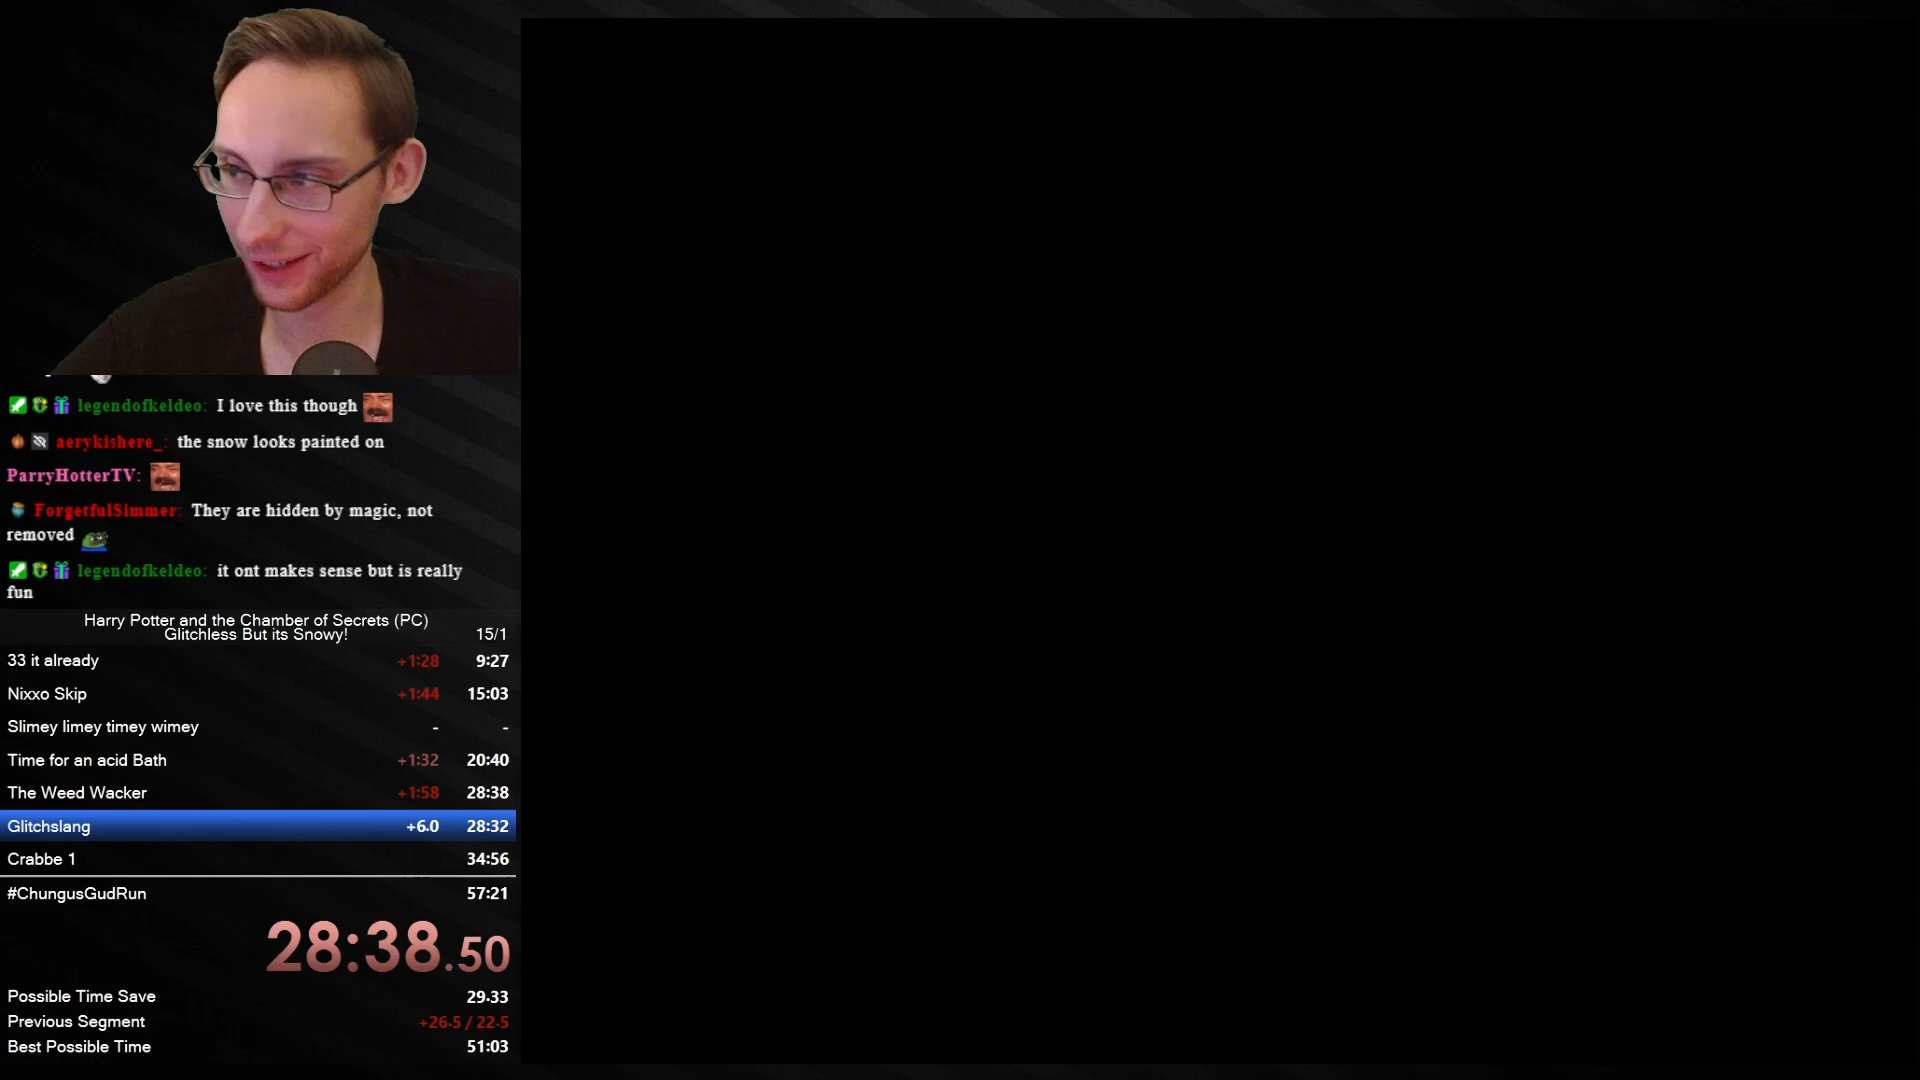 legendofkeldeo: I love this though
aerykishere_: the snow looks painted on
ParryHotterTV:
ForgetfulSimmer: They are hidden by magic, not
removed
legendofkeldeo: it ont makes sense but is really
fun
Harry Potter and the Chamber of Secrets (PC)
Glitchless But its Snowy! 15/1
33 it already +1:28 9:27
Nixxo Skip +1:44 15:03
Slimey limey timey wimey - -
Time for an acid Bath +1:32 20:40
The Weed Wacker +1:58 28:38
Glitchslang +6.0 28:32
Crabbe 1 34:56
#ChungusGudRun 57:21
28:38.50
Possible Time Save 29.33
Previous Segment +26.5 / 22.5
Best Possible Time 51:03